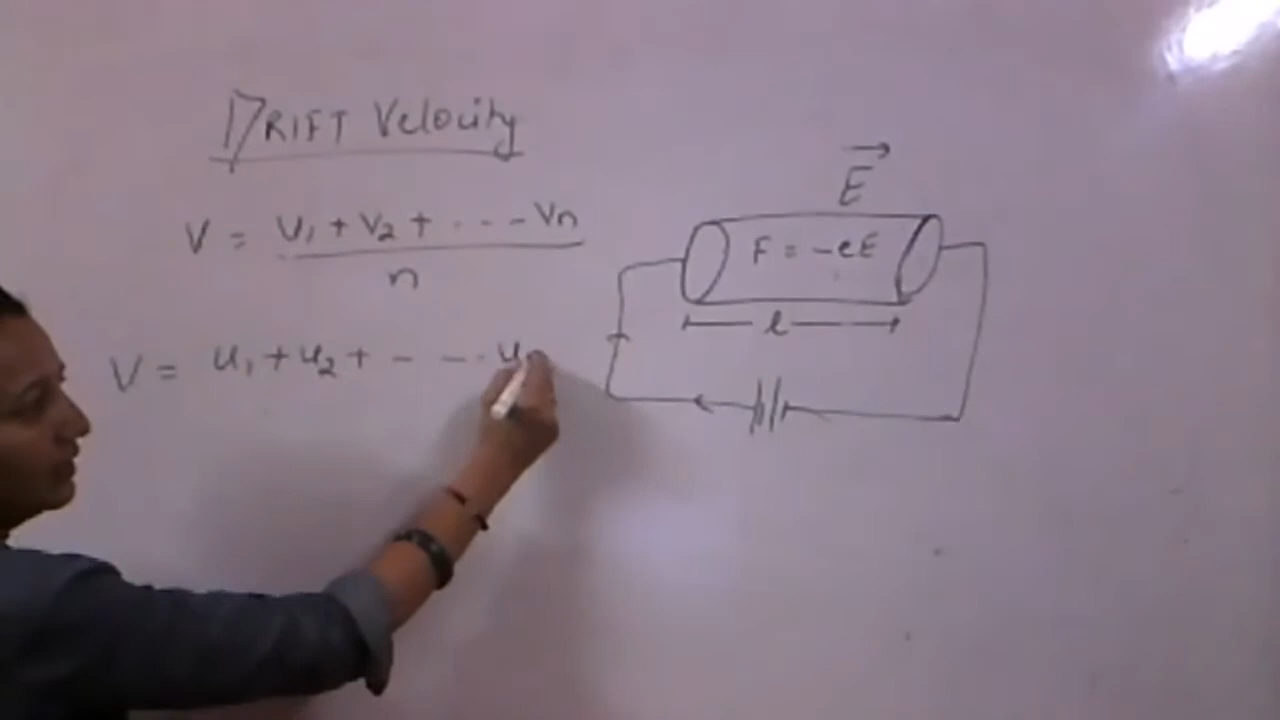 DRIFT Velocity
V = V₁ + V₂ + ... - Vn
n
V = u₁ + u₂ + - - .. u
E
F = -eE
l